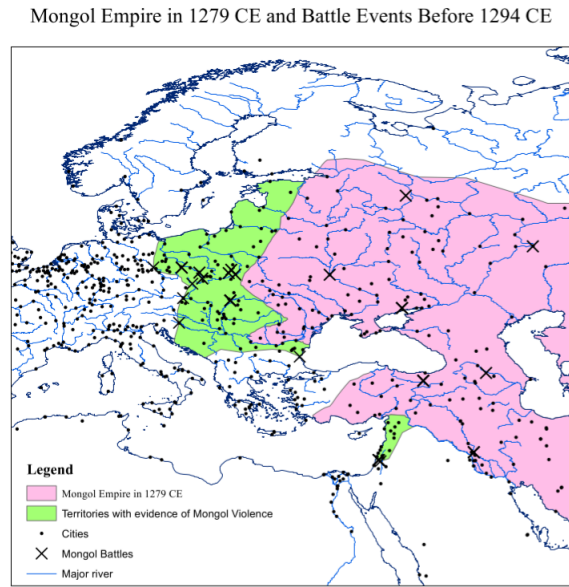 Mongol Empire in 1279 CE and Battle Events Before 1294 CE
Legend
Mongol Empire in 1279 CE
Territories with evidence of Mongol Violence
Cities
Mongol Battles
Major river